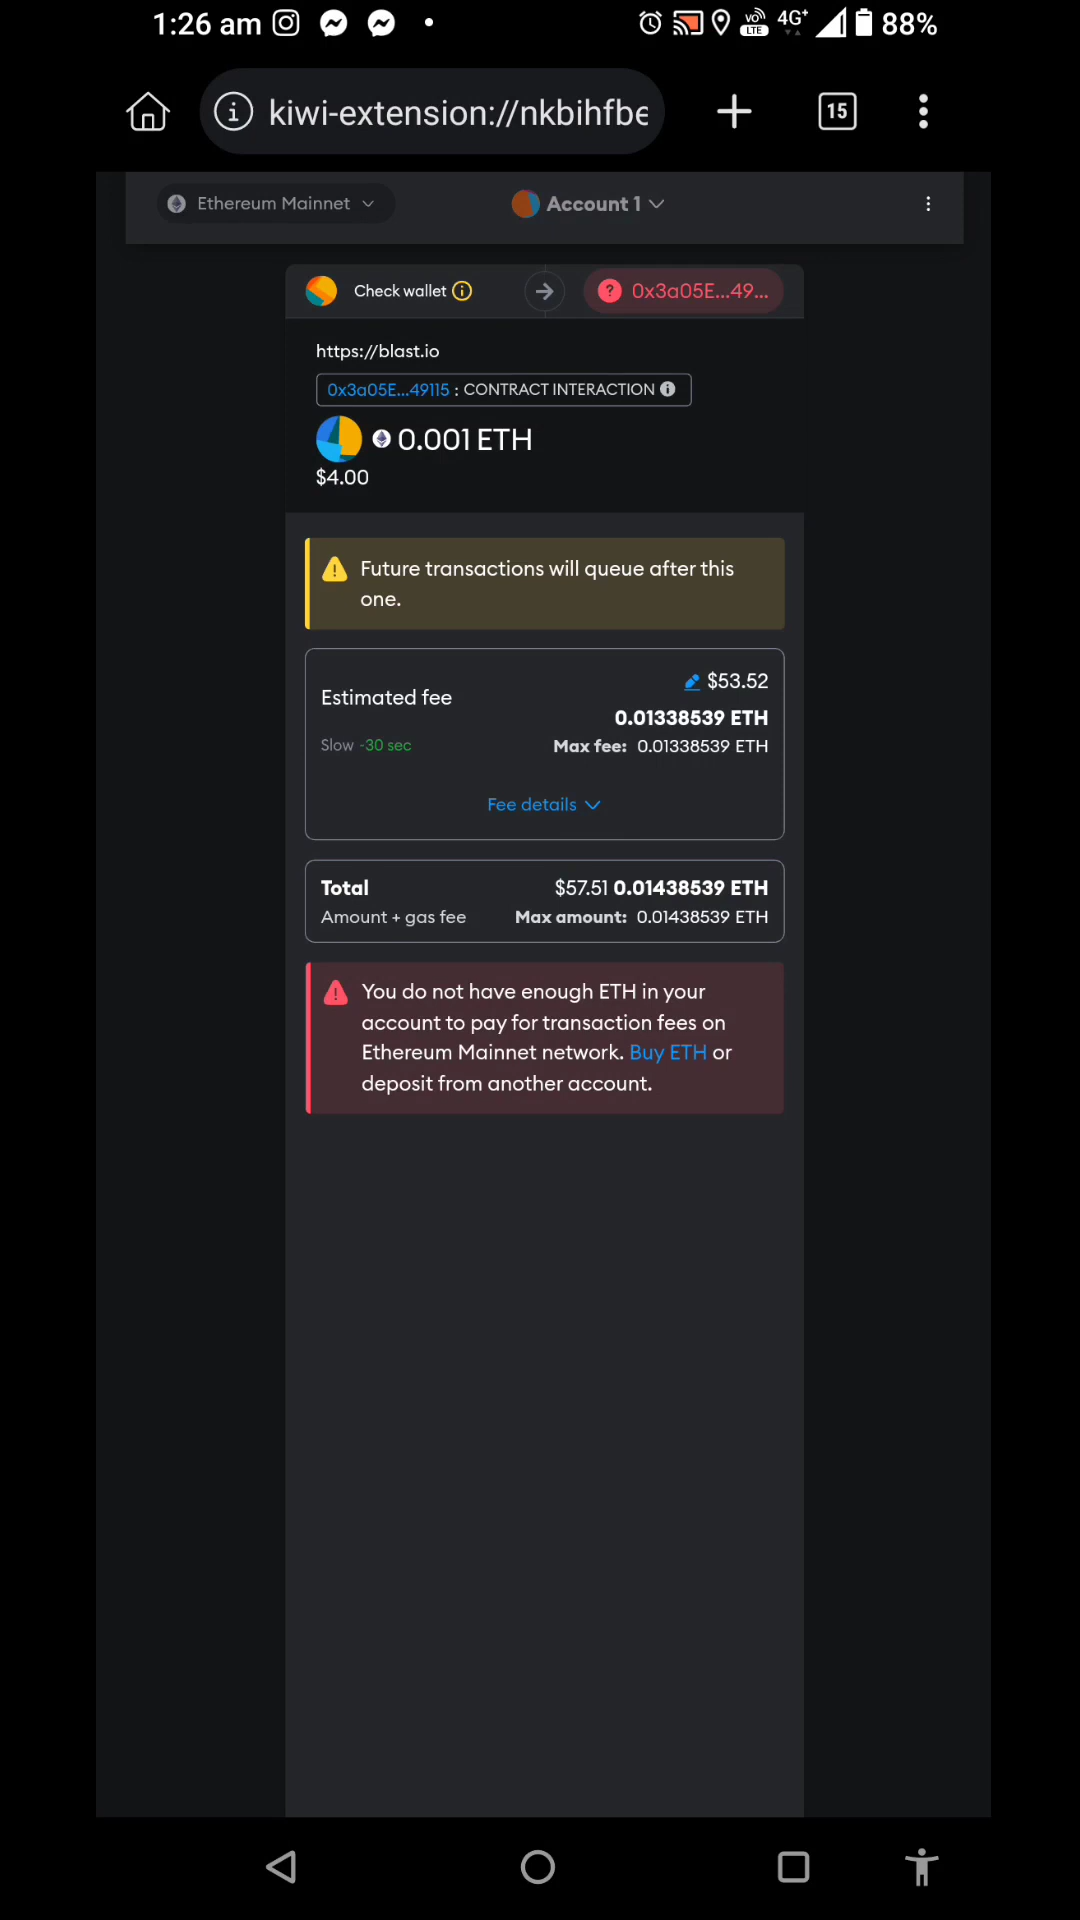 1:26 am VO LTE 4G+ 88%
kiwi-extension://nkbihfbe 15
Ethereum Mainnet Account 1
Check wallet 0x3a05E...49...
https://blast.io
0x3a05E...49115 : CONTRACT INTERACTION
0.001 ETH
$4.00
Future transactions will queue after this
one.
$53.52
Estimated fee
0.01338539 ETH
Slow ~30 sec Max fee: 0.01338539 ETH
Fee details
Total $57.51 0.01438539 ETH
Amount + gas fee Max amount: 0.01438539 ETH
You do not have enough ETH in your
account to pay for transaction fees on
Ethereum Mainnet network. Buy ETH or
deposit from another account.